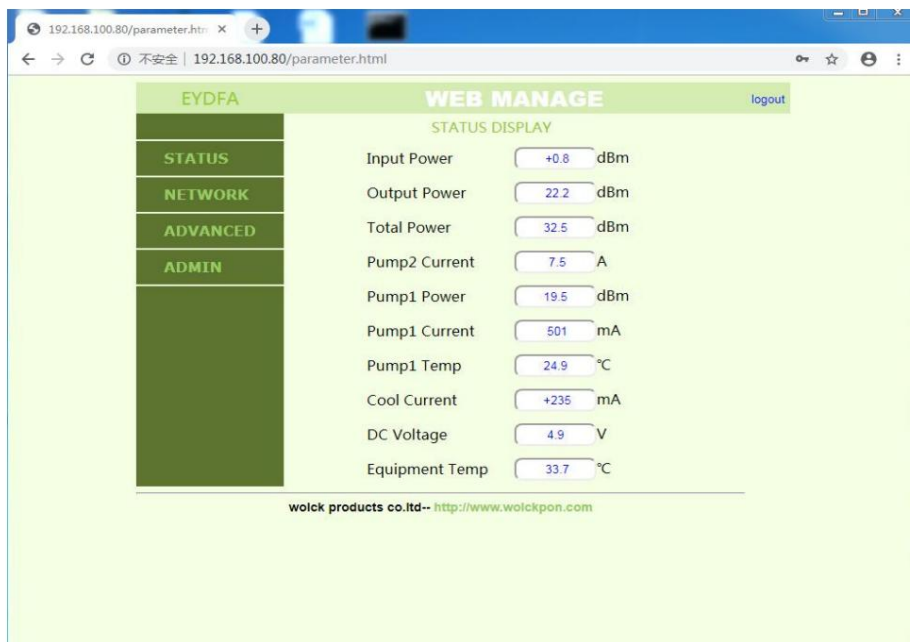 192.168.100.80/parameter.htm
不安全 | 192.168.100.80/parameter.html
EYDFA WEB MANAGE logout
STATUS DISPLAY
STATUS
NETWORK
ADVANCED
ADMIN
Input Power +0.8 dBm
Output Power 22.2 dBm
Total Power 32.5 dBm
Pump2 Current 7.5 A
Pump1 Power 19.5 dBm
Pump1 Current 501 mA
Pump1 Temp 24.9 ℃
Cool Current +235 mA
DC Voltage 4.9 V
Equipment Temp 33.7 ℃
wolck products co.ltd-- http://www.wolckpon.com